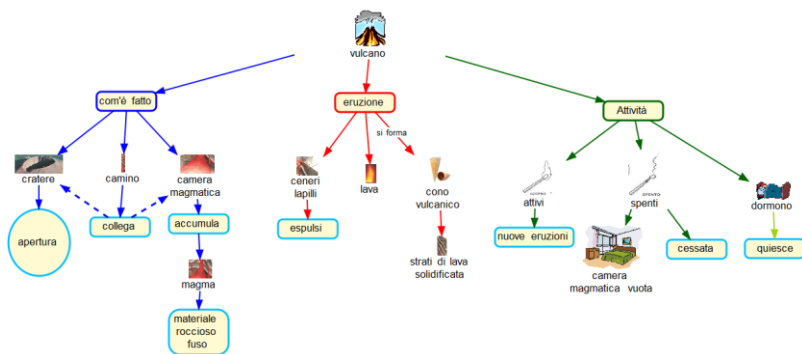 vulcano
com'è fatto
eruzione
Attività
si forma
cratere
camino
camera
magmatica
ceneri
lapilli
lava
cono
vulcanico
attivi
spenti
dormono
apertura
collega
accumula
espulsi
nuove eruzioni
cessata
quiesce
magma
strati di lava
solidificata
camera
magmatica vuota
materiale
roccioso
fuso